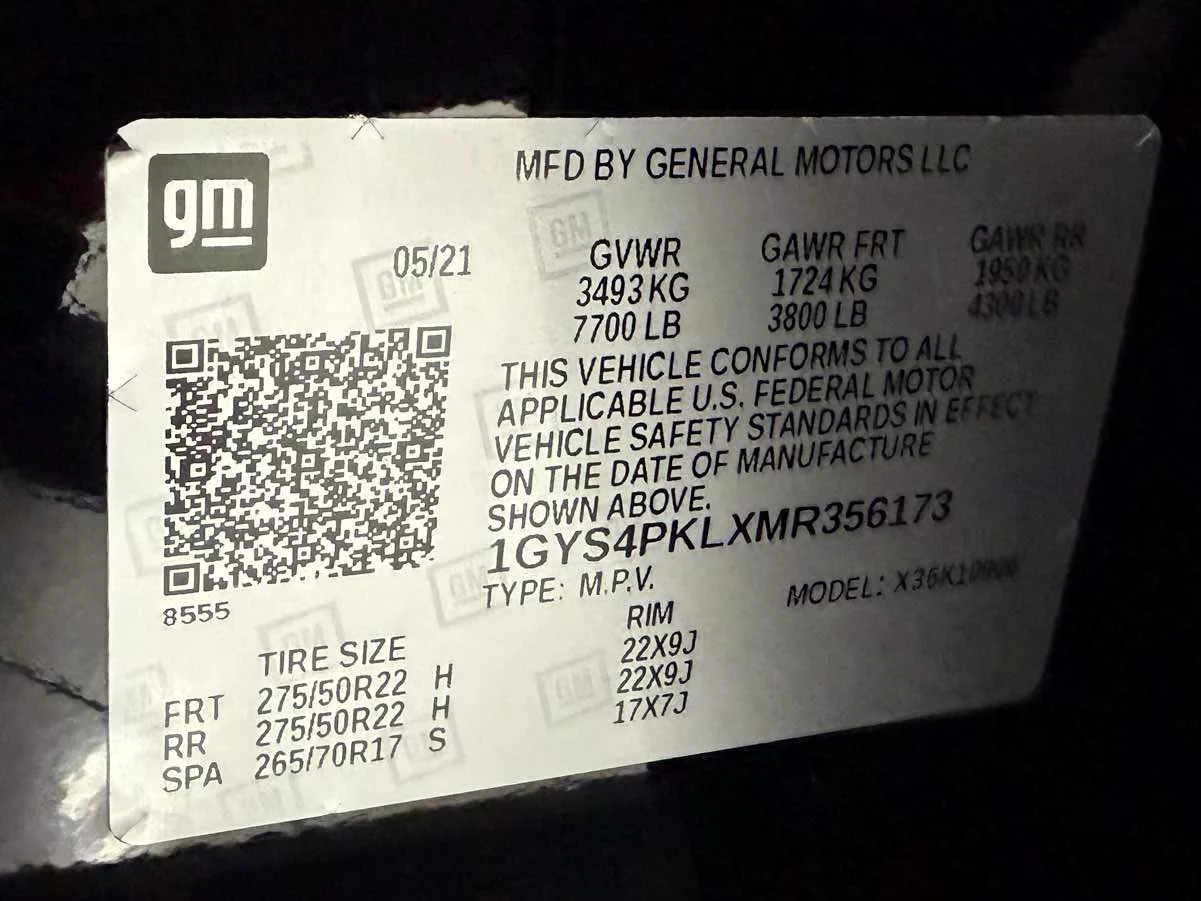 gm
MFD BY GENERAL MOTORS LLC
05/21
GVWR GAWR FRT GAWR RR
3493 KG 1724 KG 1950 KG
7700 LB 3800 LB 4300 LB
THIS VEHICLE CONFORMS TO ALL
APPLICABLE U.S. FEDERAL MOTOR
VEHICLE SAFETY STANDARDS IN EFFECT
ON THE DATE OF MANUFACTURE
SHOWN ABOVE.
1GYS4PKLXMR356173
TYPE: M.P.V. MODEL:
8555
TIRE SIZE RIM
FRT 275/50R22 H 22X9J
RR 275/50R22 H 22X9J
SPA 265/70R17 S 17X7J